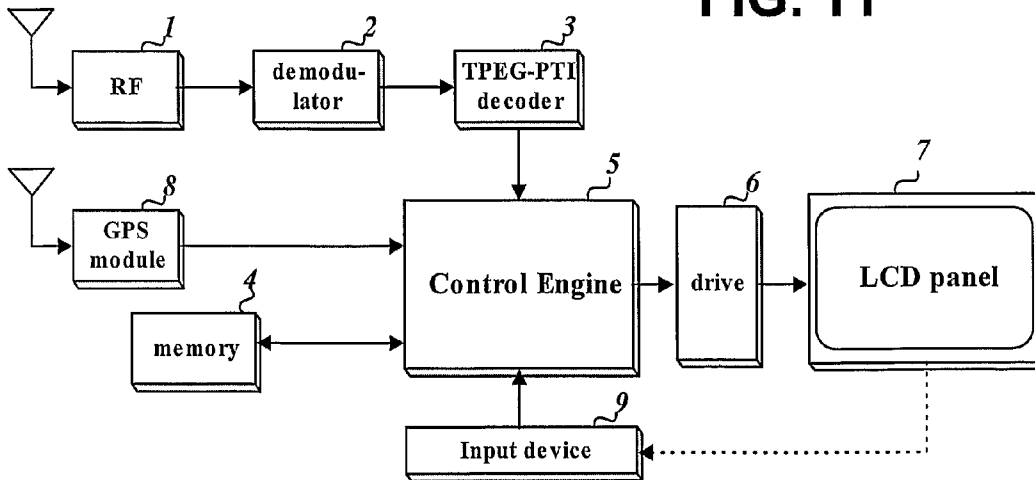 FIG. 11
1
2
3
RF
demodu-
lator
TPEG-PTI
decoder
8
5
6
7
GPS
module
4
memory
Control Engine
drive
LCD panel
9
Input device